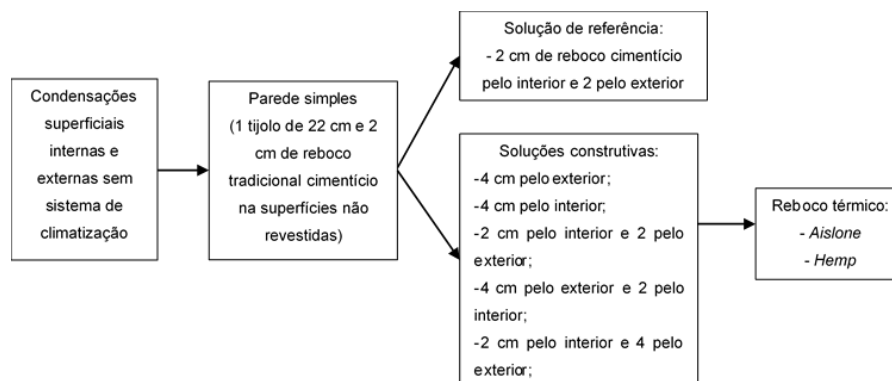 Condensações
superficiais
internas e
externas sem
sistema de
climatização
Parede simples
(1 tijolo de 22 cm e 2
cm de reboco
tradicional cimentício
na superfícies não
revestidas)
Solução de referência:
- 2 cm de reboco cimentício
pelo interior e 2 pelo exterior
Soluções construtivas:
-4 cm pelo exterior;
-4 cm pelo interior;
-2 cm pelo interior e 2 pelo
exterior;
-4 cm pelo exterior e 2 pelo
interior;
-2 cm pelo interior e 4 pelo
exterior;
Reboco térmico:
- Aislone
- Hemp